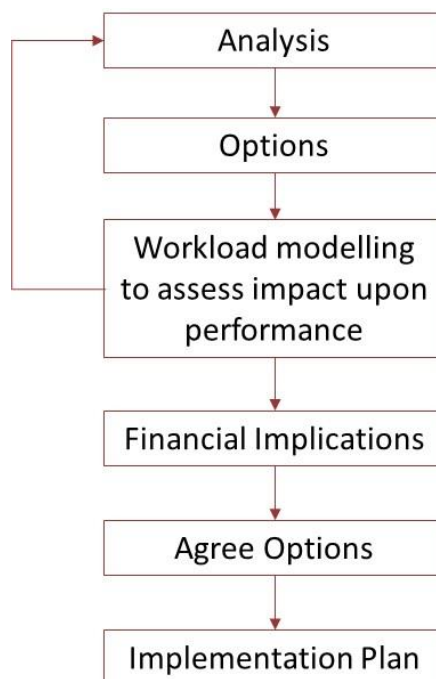 Analysis
Options
Workload modelling
to assess impact upon
performance
Financial Implications
Agree Options
Implementation Plan